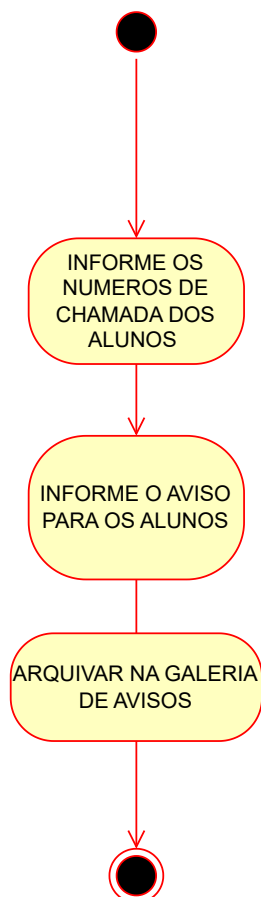 INFORME OS
NUMEROS DE
CHAMADA DOS
ALUNOS
INFORME O AVISO
PARA OS ALUNOS
ARQUIVAR NA GALERIA
DE AVISOS